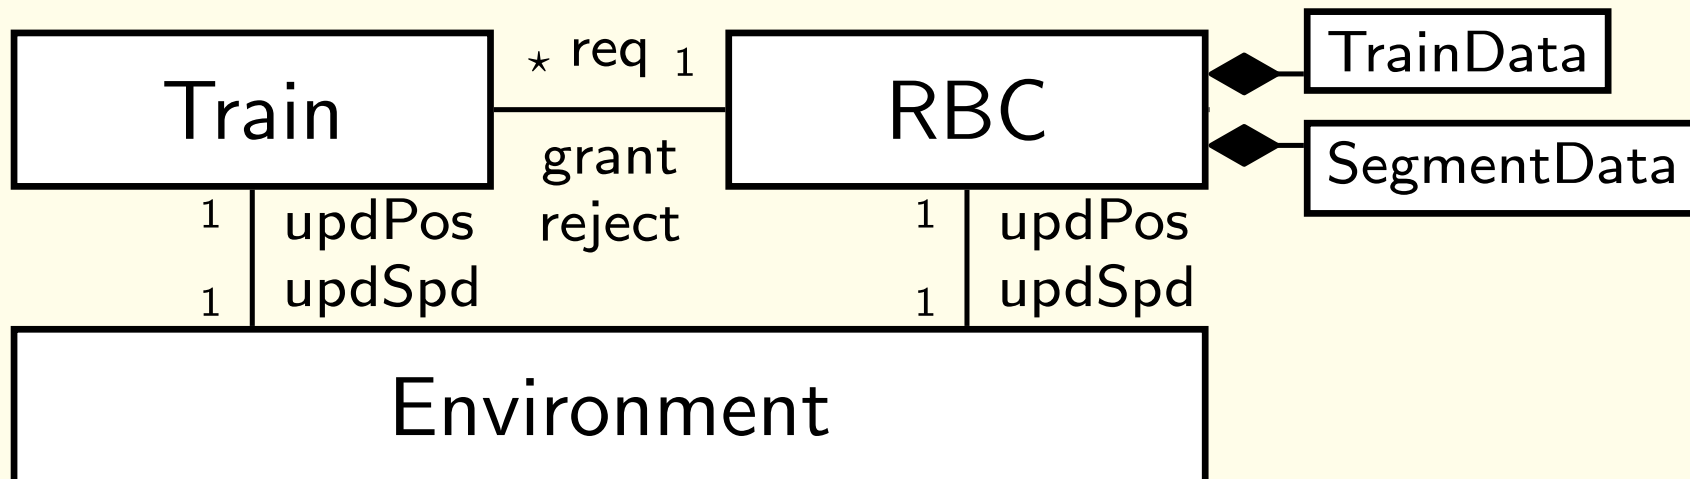 Train
⋆ req 1
grant
reject
RBC
TrainData
SegmentData
1
updPos
updSpd
1
1
updPos
updSpd
1
Environment